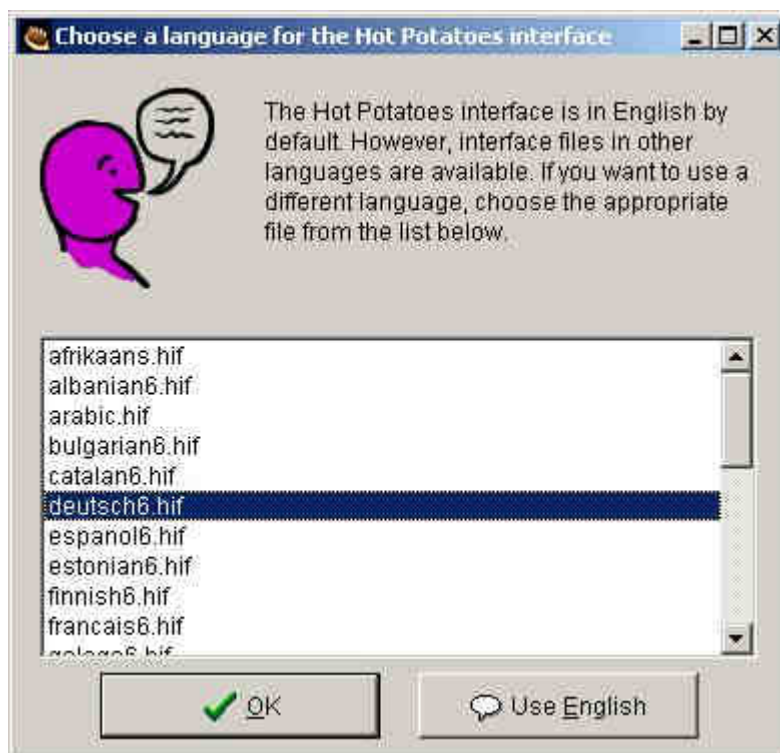 Choose a language for the Hot Potatoes interface
The Hot Potatoes interface is in English by
default. However, interface files in other
languages are available. If you want to use a
different language, choose the appropriate
file from the list below.
afrikaans.hif
albanian6.hif
arabic.hif
bulgarian6.hif
catalan6.hif
deutsch6.hif
espanol6.hif
estonian6.hif
finnish6.hif
francais6.hif
OK
Use English